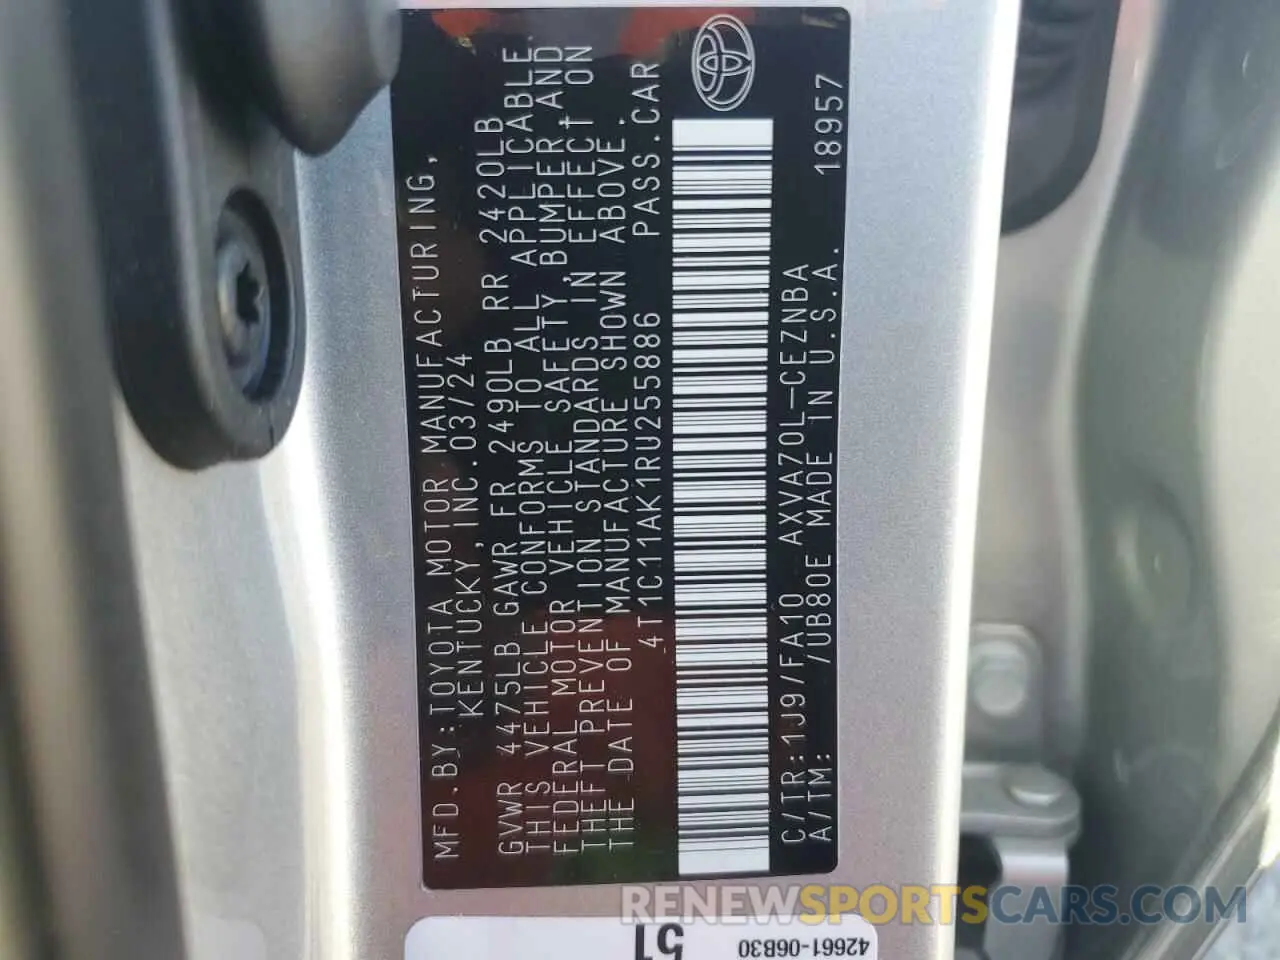 MFD.BY:TOYOTA MOTOR MANUFACTURING,
KENTUCKY,INC.03/24
GVWR 4475LB GAWR FR 2490LB RR 2420LB
THIS VEHICLE CONFORMS TO ALL APPLICABLE
FEDERAL MOTOR VEHICLE SAFETY,BUMPER AND
THEFT PREVENTION STANDARDS IN EFFECT ON
THE DATE OF MANUFACTURE SHOWN ABOVE.
4T1C11AK1RU255886 PASS.CAR
C/TR:1J9/FA10 AXVA70L-CEZNBA 18957
A/TM: /UB80E MADE IN U.S.A.
51
42661-06B30
RENEWSPORTSCARS.COM